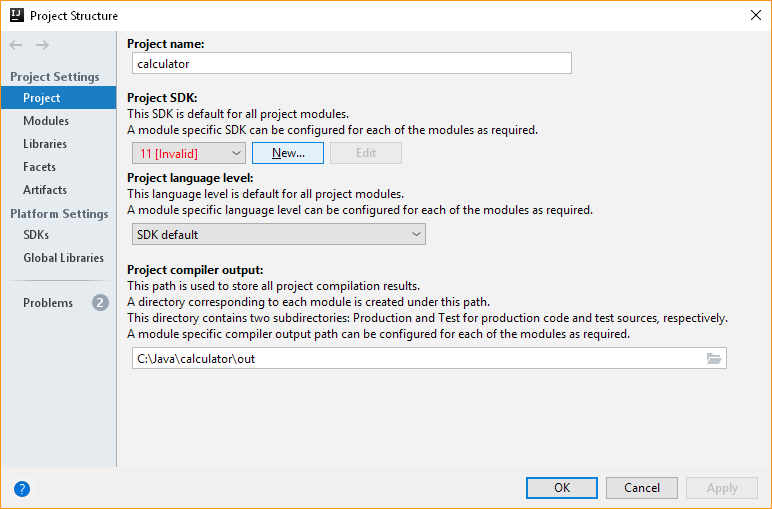 IJ
Project Structure
Project Settings
Project
Modules
Libraries
Facets
Artifacts
Platform Settings
SDKs
Global Libraries
Problems 2
Project name:
calculator
Project SDK:
This SDK is default for all project modules.
A module specific SDK can be configured for each of the modules as required.
11 [Invalid] New... Edit
Project language level:
This language level is default for all project modules.
A module specific language level can be configured for each of the modules as required.
SDK default
Project compiler output:
This path is used to store all project compilation results.
A directory corresponding to each module is created under this path.
This directory contains two subdirectories: Production and Test for production code and test sources, respectively.
A module specific compiler output path can be configured for each of the modules as required.
C:\Java\calculator\out
? OK Cancel Apply